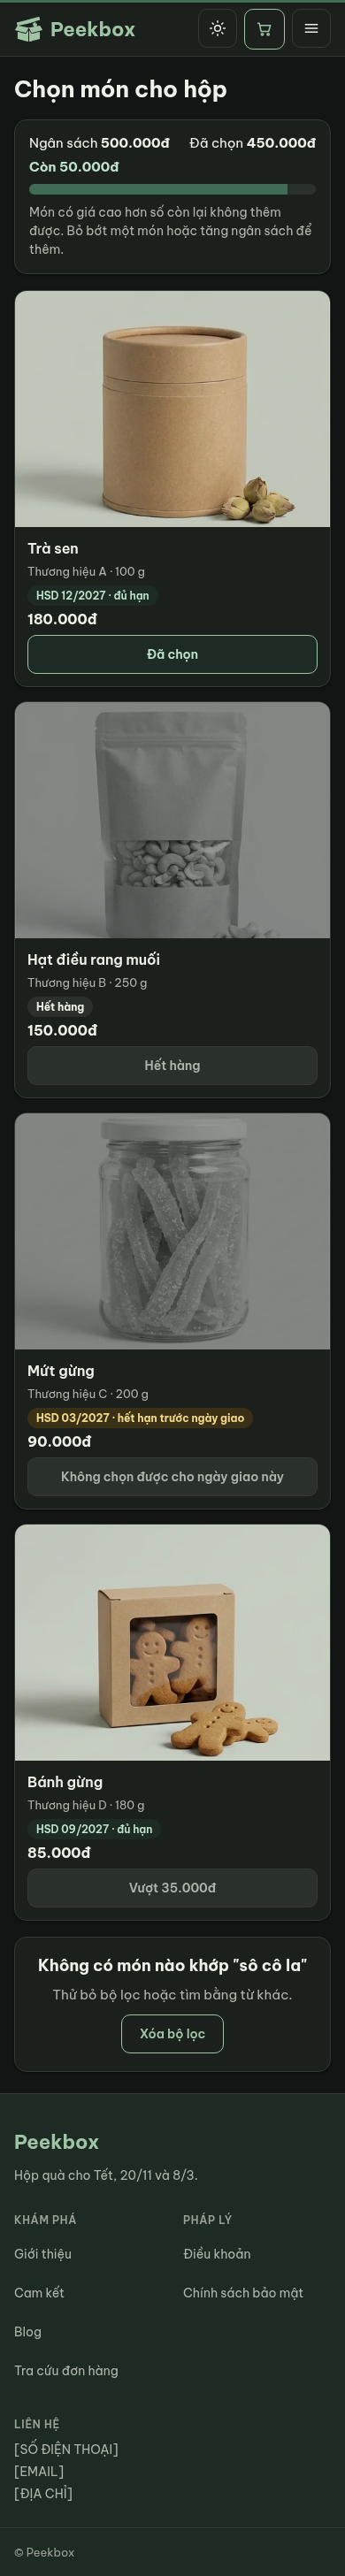 Peekbox
Chọn món cho hộp
Ngân sách 500.000đ Đã chọn 450.000đ
Còn 50.000đ
Món có giá cao hơn số còn lại không thêm
được. Bỏ bớt một món hoặc tăng ngân sách để
thêm.
Trà sen
Thương hiệu A · 100 g
HSD 12/2027 · đủ hạn
180.000đ
Đã chọn
Hạt điều rang muối
Thương hiệu B · 250 g
Hết hàng
150.000đ
Hết hàng
Mứt gừng
Thương hiệu C · 200 g
HSD 03/2027 · hết hạn trước ngày giao
90.000đ
Không chọn được cho ngày giao này
Bánh gừng
Thương hiệu D · 180 g
HSD 09/2027 · đủ hạn
85.000đ
Vượt 35.000đ
Không có món nào khớp "sô cô la"
Thử bỏ bộ lọc hoặc tìm bằng từ khác.
Xóa bộ lọc
Peekbox
Hộp quà cho Tết, 20/11 và 8/3.
KHÁM PHÁ
Giới thiệu
Cam kết
Blog
Tra cứu đơn hàng
PHÁP LÝ
Điều khoản
Chính sách bảo mật
LIÊN HỆ
[SỐ ĐIỆN THOẠI]
[EMAIL]
[ĐỊA CHỈ]
© Peekbox